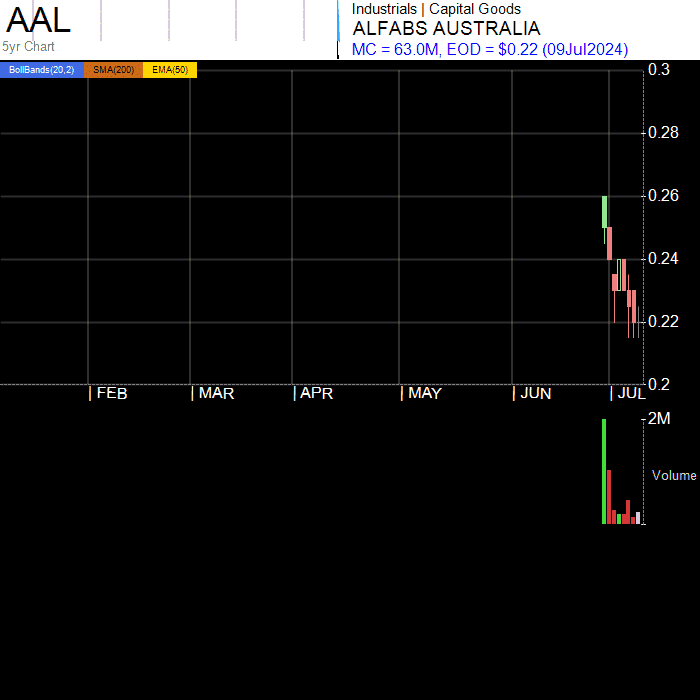 AAL
5yr Chart
Industrials | Capital Goods
ALFABS AUSTRALIA
MC = 63.0M, EOD = $0.22 (09Jul2024)
BollBands(20,2) SMA(200) EMA(50)
0.3
0.28
0.26
0.24
0.22
0.2
| FEB | MAR | APR | MAY | JUN | JUL
2M
Volume